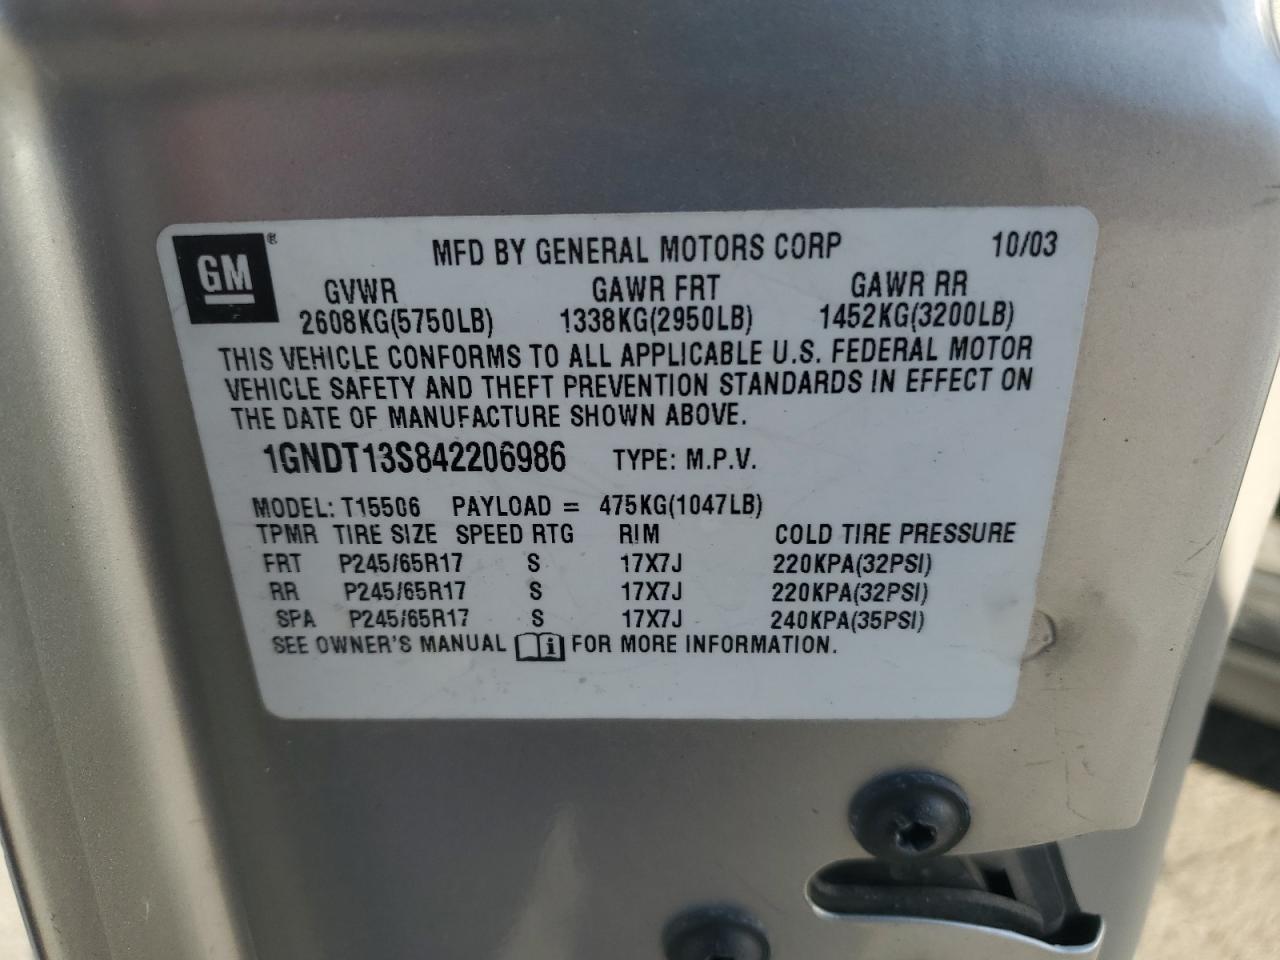 GM ® MFD BY GENERAL MOTORS CORP 10/03
GVWR GAWR FRT GAWR RR
2608KG(5750LB) 1338KG(2950LB) 1452KG(3200LB)
THIS VEHICLE CONFORMS TO ALL APPLICABLE U.S. FEDERAL MOTOR
VEHICLE SAFETY AND THEFT PREVENTION STANDARDS IN EFFECT ON
THE DATE OF MANUFACTURE SHOWN ABOVE.
1GNDT13S842206986 TYPE: M.P.V.
MODEL: T15506 PAYLOAD = 475KG(1047LB)
TPMR TIRE SIZE SPEED RTG RIM COLD TIRE PRESSURE
FRT P245/65R17 S 17X7J 220KPA(32PSI)
RR P245/65R17 S 17X7J 220KPA(32PSI)
SPA P245/65R17 S 17X7J 240KPA(35PSI)
SEE OWNER'S MANUAL i FOR MORE INFORMATION.